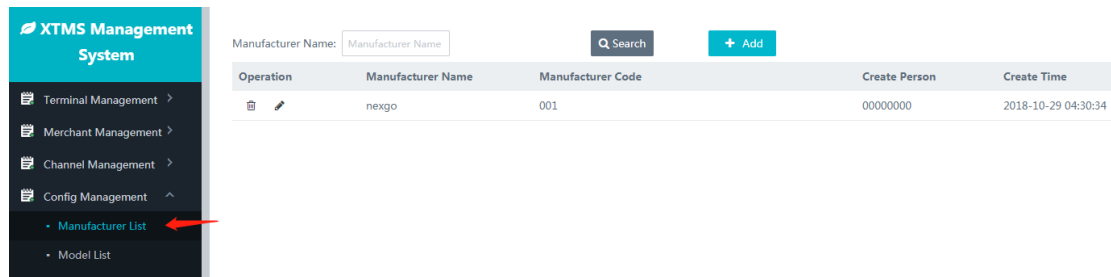 XTMS Management
System
Manufacturer Name: Manufacturer Name Search + Add
Operation Manufacturer Name Manufacturer Code Create Person Create Time
nexgo 001 00000000 2018-10-29 04:30:34
Terminal Management
Merchant Management
Channel Management
Config Management
Manufacturer List
Model List